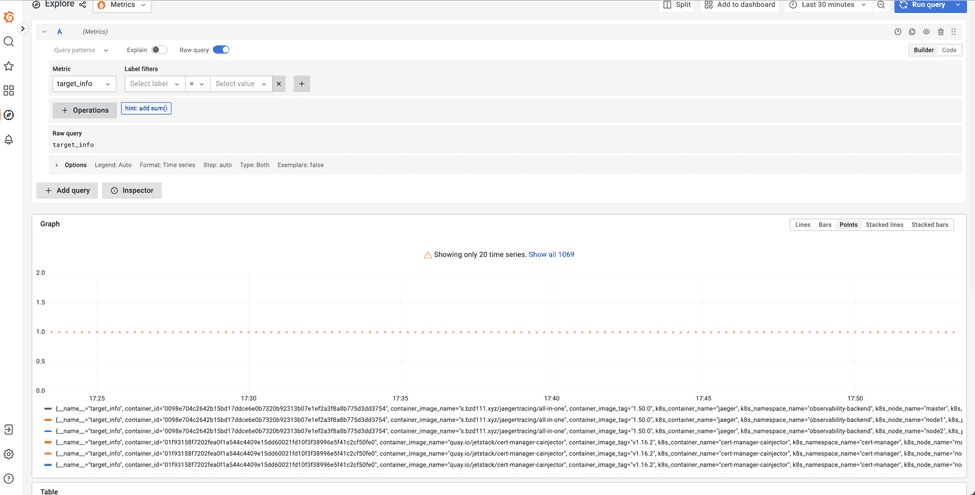 Explore Metrics Split Add to dashboard Last 30 minutes Run query
A (Metrics)
Query patterns Explain Raw query Builder Code
Metric Label filters
target_info Select label = Select value × +
+ Operations hint: add sum()
Raw query
target_info
> Options Legend: Auto Format: Time series Step: auto Type: Both Exemplars: false
+ Add query Inspector
Graph Lines Bars Points Stacked lines Stacked bars
Showing only 20 time series. Show all 1069
2.0
1.5
1.0
0.5
0.0
17:25 17:30 17:35 17:40 17:45 17:50
{__name__="target_info", container_id="0098e704c2642b15bd17ddce6e0b7320b92313b07e1ef2a3f8a8b775d3dd3754", container_image_name="s.bzd111.xyz/jaegertracing/all-in-one", container_image_tag="1.50.0", k8s_container_name="jaeger", k8s_namespace_name="observability-backend", k8s_node_name="master", k8s_
{__name__="target_info", container_id="0098e704c2642b15bd17ddce6e0b7320b92313b07e1ef2a3f8a8b775d3dd3754", container_image_name="s.bzd111.xyz/jaegertracing/all-in-one", container_image_tag="1.50.0", k8s_container_name="jaeger", k8s_namespace_name="observability-backend", k8s_node_name="node1", k8s_p
{__name__="target_info", container_id="0098e704c2642b15bd17ddce6e0b7320b92313b07e1ef2a3f8a8b775d3dd3754", container_image_name="s.bzd111.xyz/jaegertracing/all-in-one", container_image_tag="1.50.0", k8s_container_name="jaeger", k8s_namespace_name="observability-backend", k8s_node_name="node2", k8s_p
{__name__="target_info", container_id="01f93158f7202fea0f1a544c4409e15dd60021fd10f3f38996e5f41c2cf50fe0", container_image_name="quay.io/jetstack/cert-manager-cainjector", container_image_tag="v1.16.2", k8s_container_name="cert-manager-cainjector", k8s_namespace_name="cert-manager", k8s_node_name="ma
{__name__="target_info", container_id="01f93158f7202fea0f1a544c4409e15dd60021fd10f3f38996e5f41c2cf50fe0", container_image_name="quay.io/jetstack/cert-manager-cainjector", container_image_tag="v1.16.2", k8s_container_name="cert-manager-cainjector", k8s_namespace_name="cert-manager", k8s_node_name="no
{__name__="target_info", container_id="01f93158f7202fea0f1a544c4409e15dd60021fd10f3f38996e5f41c2cf50fe0", container_image_name="quay.io/jetstack/cert-manager-cainjector", container_image_tag="v1.16.2", k8s_container_name="cert-manager-cainjector", k8s_namespace_name="cert-manager", k8s_node_name="no
Table